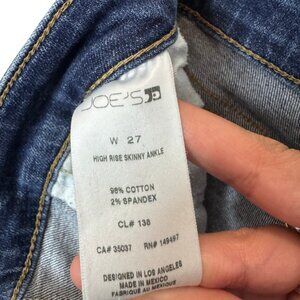 JOE'S
W 27
HIGH RISE SKINNY ANKLE
98% COTTON
2% SPANDEX
CL# 136
CA# 35037 RN# 149497
DESIGNED IN LOS ANGELES
MADE IN MEXICO
FABRIQUE AU MEXIQUE